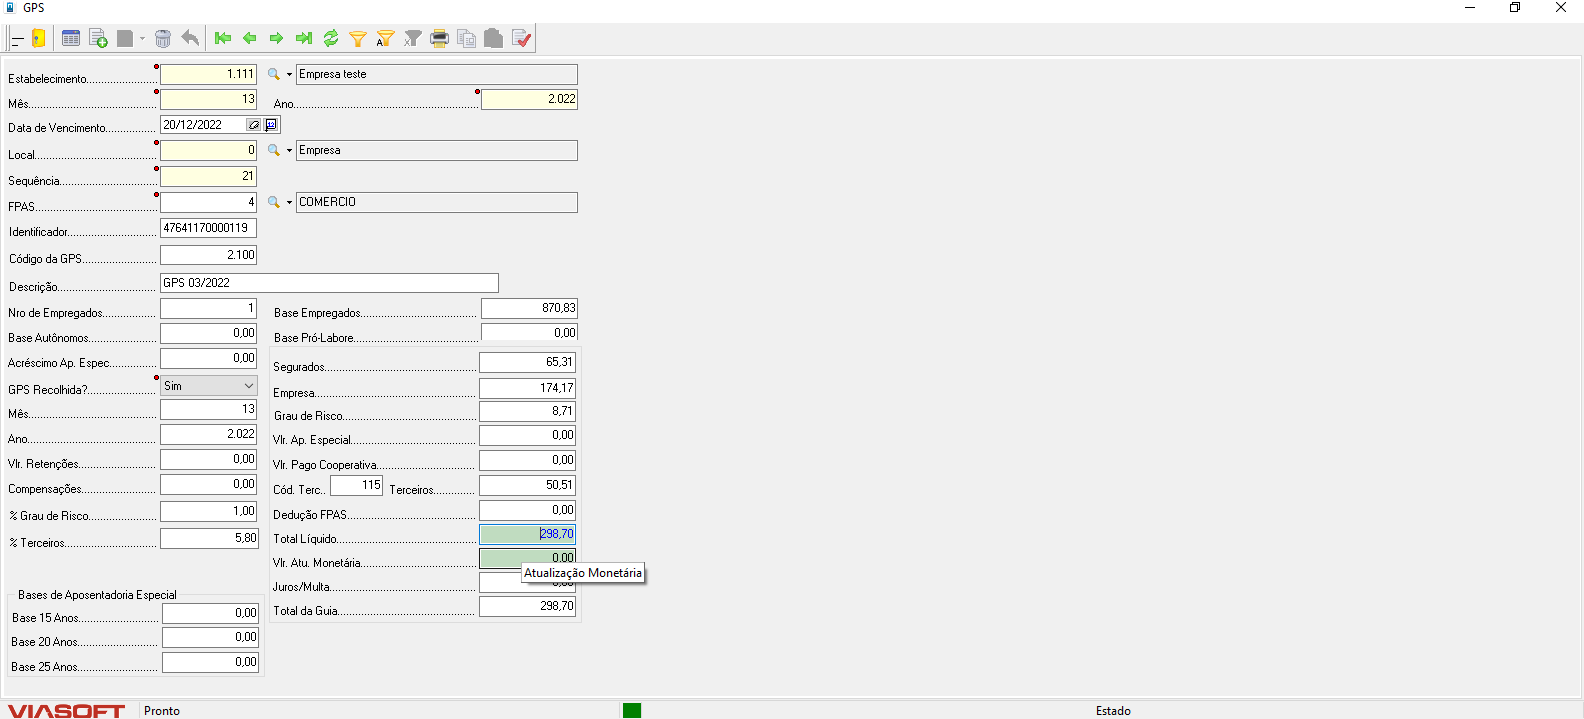 GPS
Estabelecimento 1.111 Empresa teste
Mês 13 Ano 2.022
Data de Vencimento 20/12/2022
Local 0 Empresa
Sequência 21
FPAS 4 COMERCIO
Identificador 47641170000119
Código da GPS 2.100
Descrição GPS 03/2022
Nro de Empregados 1 Base Empregados 870,83
Base Autônomos 0,00 Base Pró-Labore 0,00
Acréscimo Ap. Espec. 0,00 Segurados 65,31
GPS Recolhida? Sim Empresa 174,17
Mês 13 Grau de Risco 8,71
Ano 2.022 Vlr. Ap. Especial 0,00
Vlr. Retenções 0,00 Vlr. Pago Cooperativa 0,00
Compensações 0,00 Cód. Terc.. 115 Terceiros 50,51
% Grau de Risco 1,00 Dedução FPAS 0,00
% Terceiros 5,80 Total Líquido 298,70
Vlr. Atu. Monetária 0,00
Atualização Monetária
Juros/Multa
Total da Guia 298,70
Bases de Aposentadoria Especial
Base 15 Anos 0,00
Base 20 Anos 0,00
Base 25 Anos 0,00
VIASOFT Pronto Estado